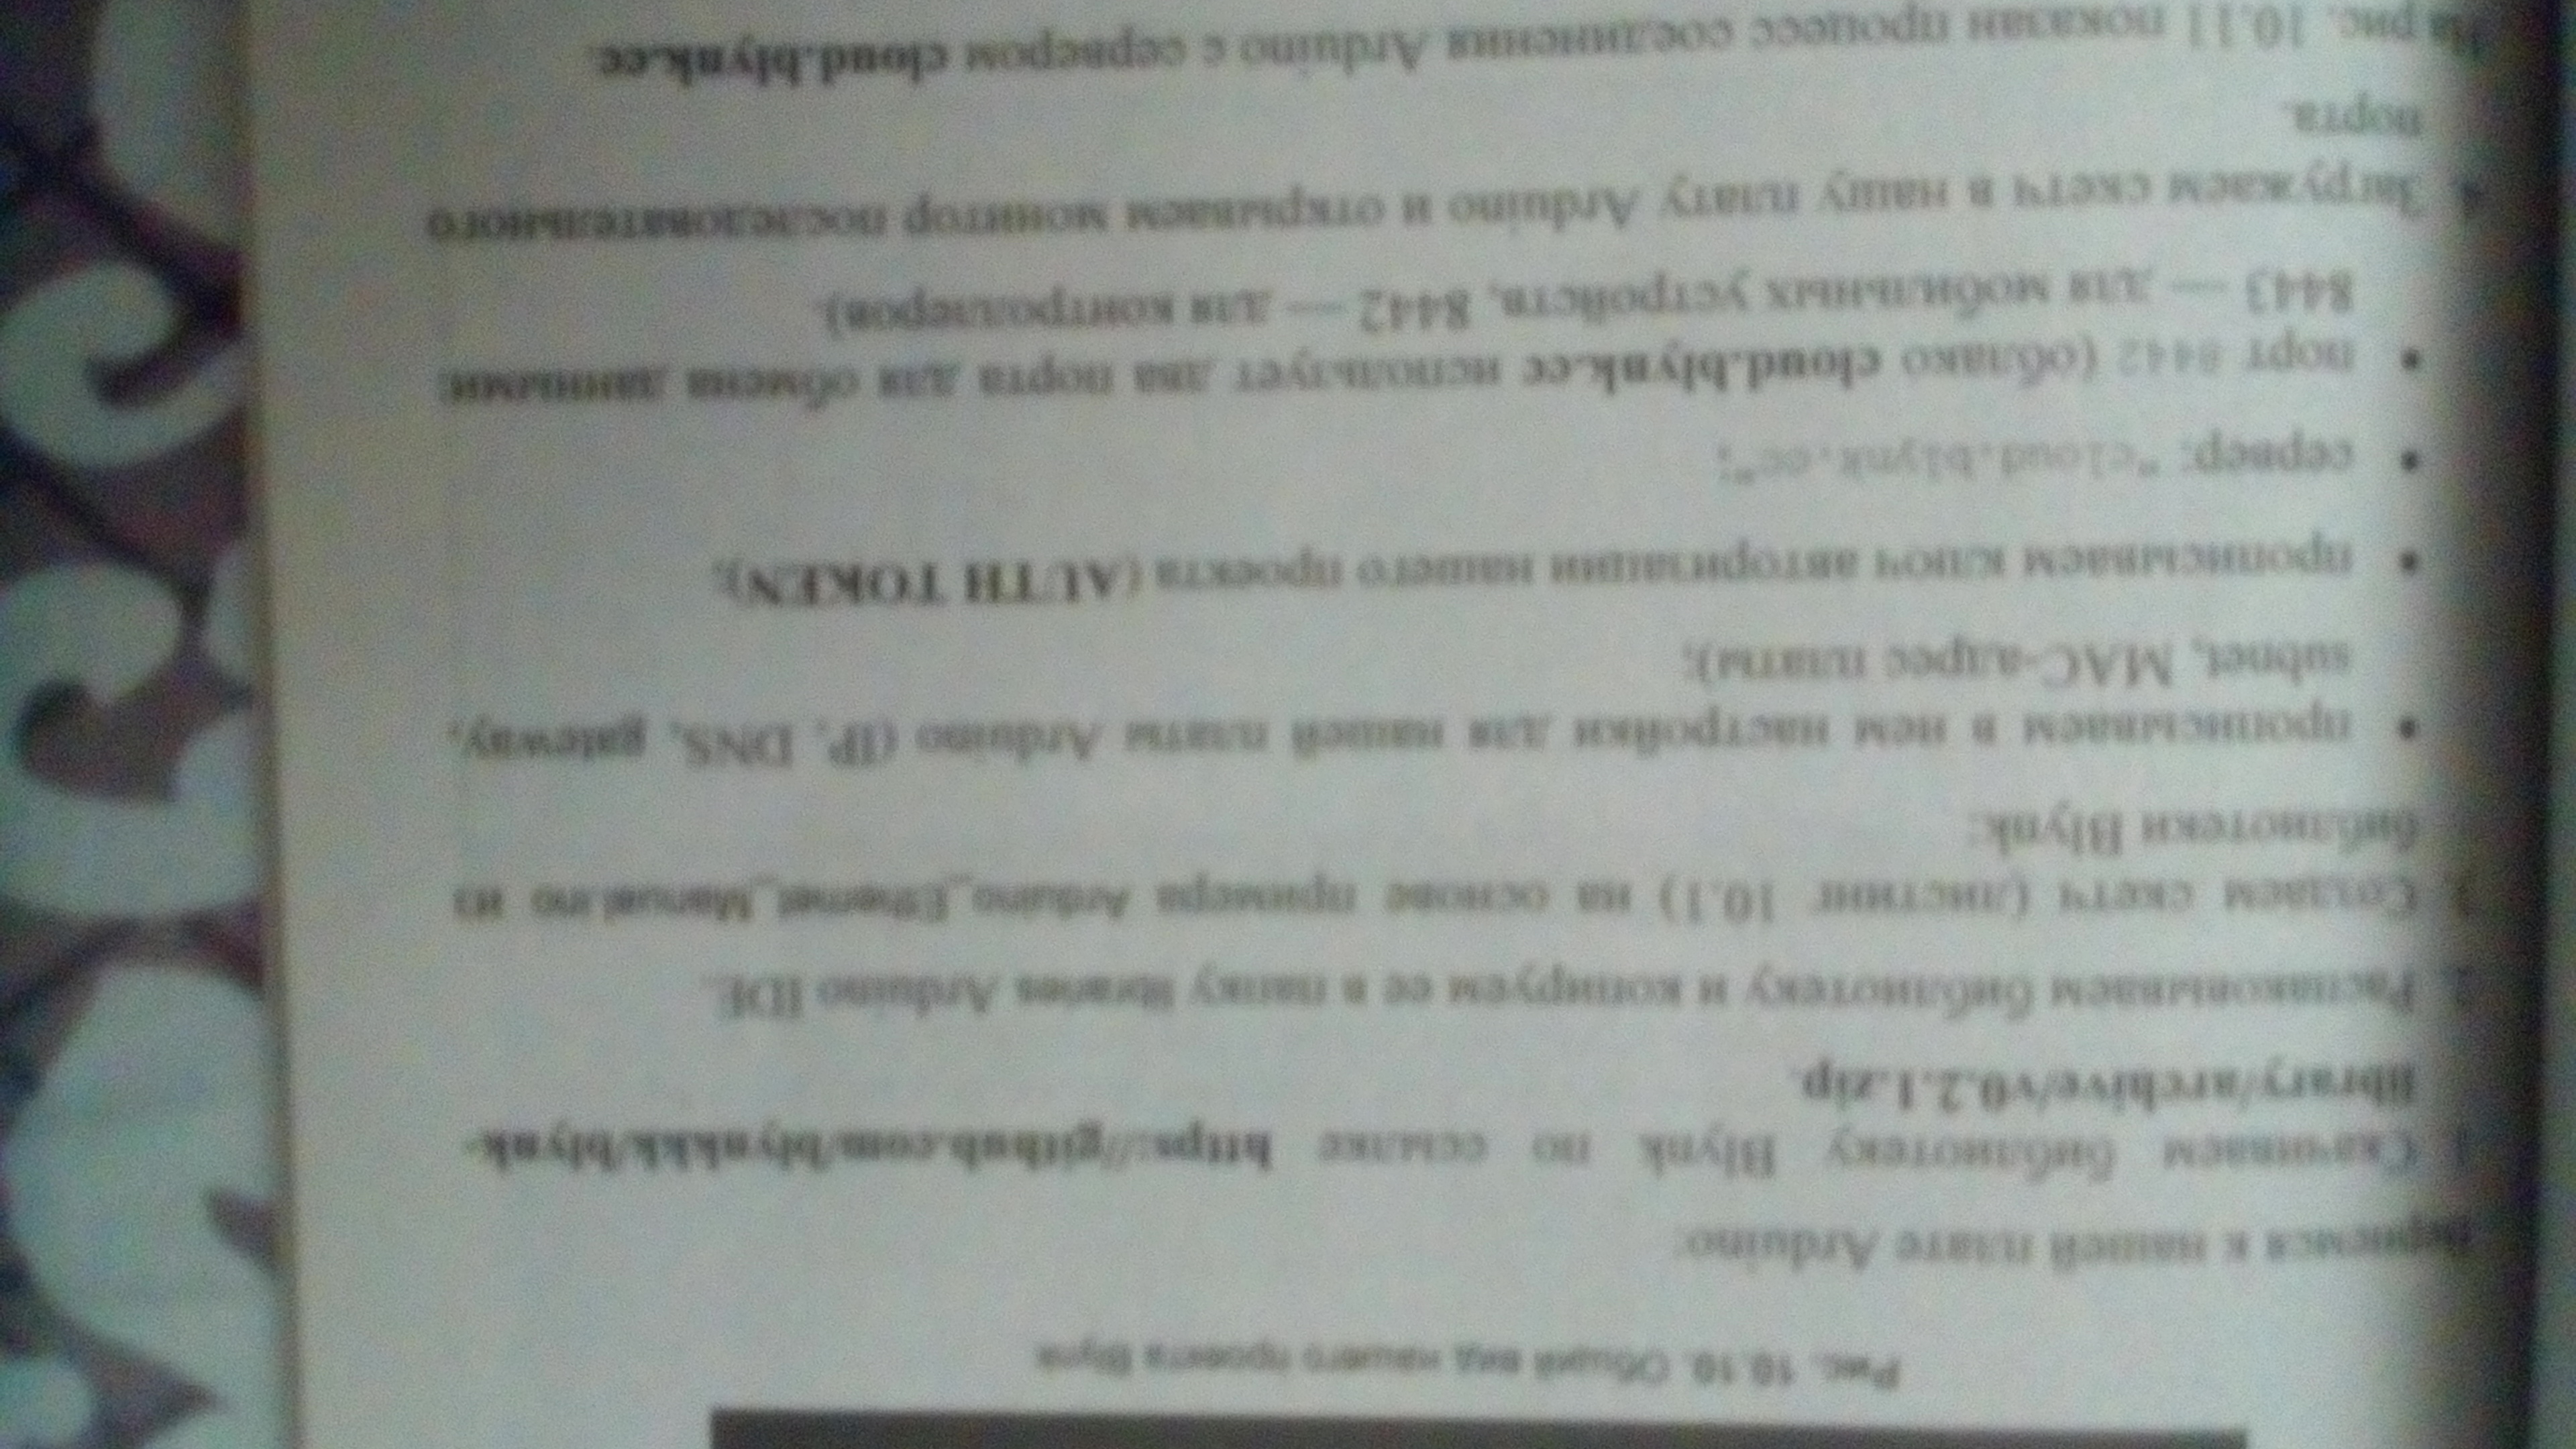 Рис. 10.10. Общий вид нашего проекта Blynk
Вернемся к нашей плате Arduino:
1. Скачиваем библиотеку Blynk по ссылке https://github.com/blynkkk/blynk-
library/archive/v0.2.1.zip.
2. Распаковываем библиотеку и копируем ее в папку libraries Arduino IDE.
3. Создаем скетч (листинг 10.1) на основе примера Arduino_Ethernet_Manual.ino из
библиотеки Blynk:
• прописываем в нем настройки для нашей платы Arduino (IP, DNS, gateway,
subnet, MAC-адрес платы);
• прописываем ключ авторизации нашего проекта (AUTH TOKEN);
• сервер: "cloud.blynk.cc";
• порт 8442 (облако cloud.blynk.cc использует два порта для обмена данными:
8443 — для мобильных устройств, 8442 — для контроллеров).
4. Загружаем скетч в нашу плату Arduino и открываем монитор последовательного
порта.
На рис. 10.11 показан процесс соединения Arduino с сервером cloud.blynk.cc.